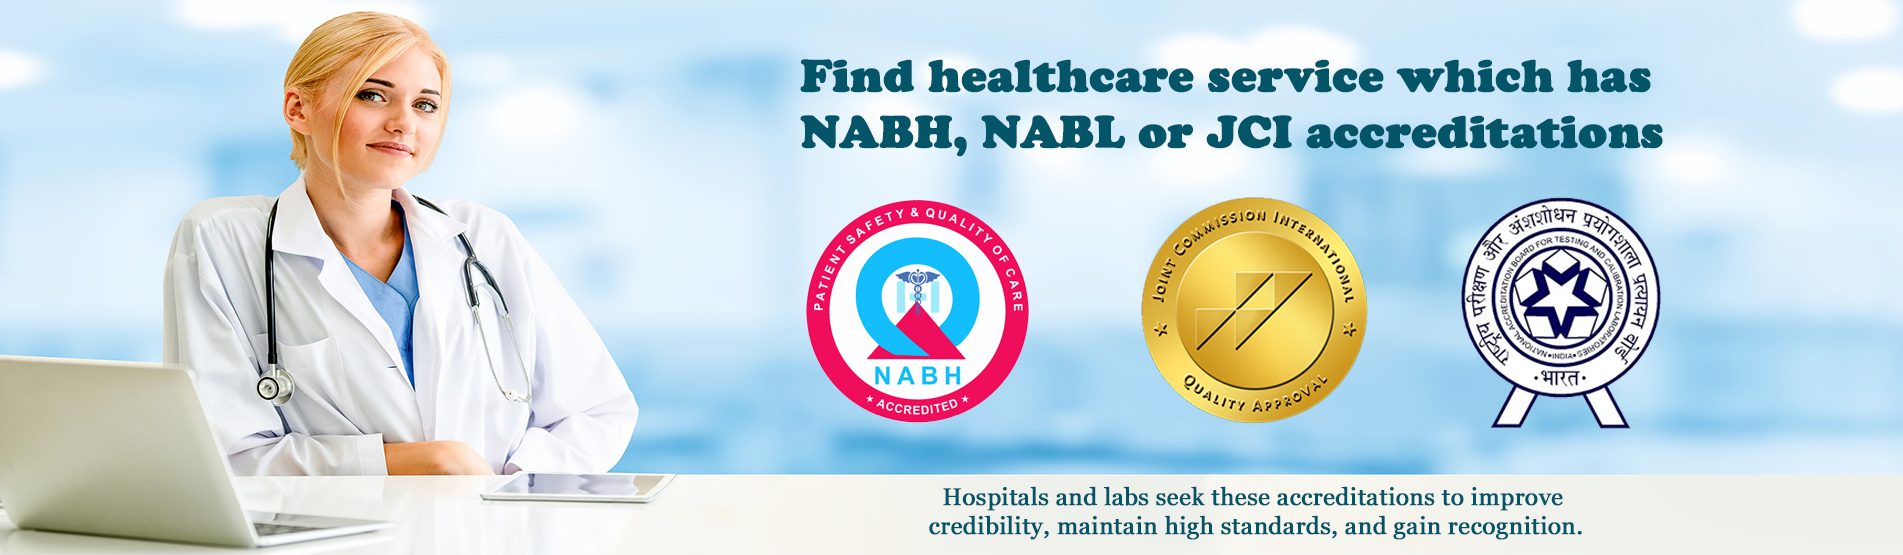 Find healthcare service which has
NABH, NABL or JCI accreditations
PATIENT SAFETY & QUALITY OF CARE
NABH
★ ACCREDITED ★
JOINT COMMISSION INTERNATIONAL
QUALITY APPROVAL
राष्ट्रीय परीक्षण और अंशशोधन प्रयोगशाला प्रत्यायन बोर्ड
NATIONAL ACCREDITATION BOARD FOR TESTING AND CALIBRATION LABORATORIES
•INDIA•
·भारत·
Hospitals and labs seek these accreditations to improve
credibility, maintain high standards, and gain recognition.